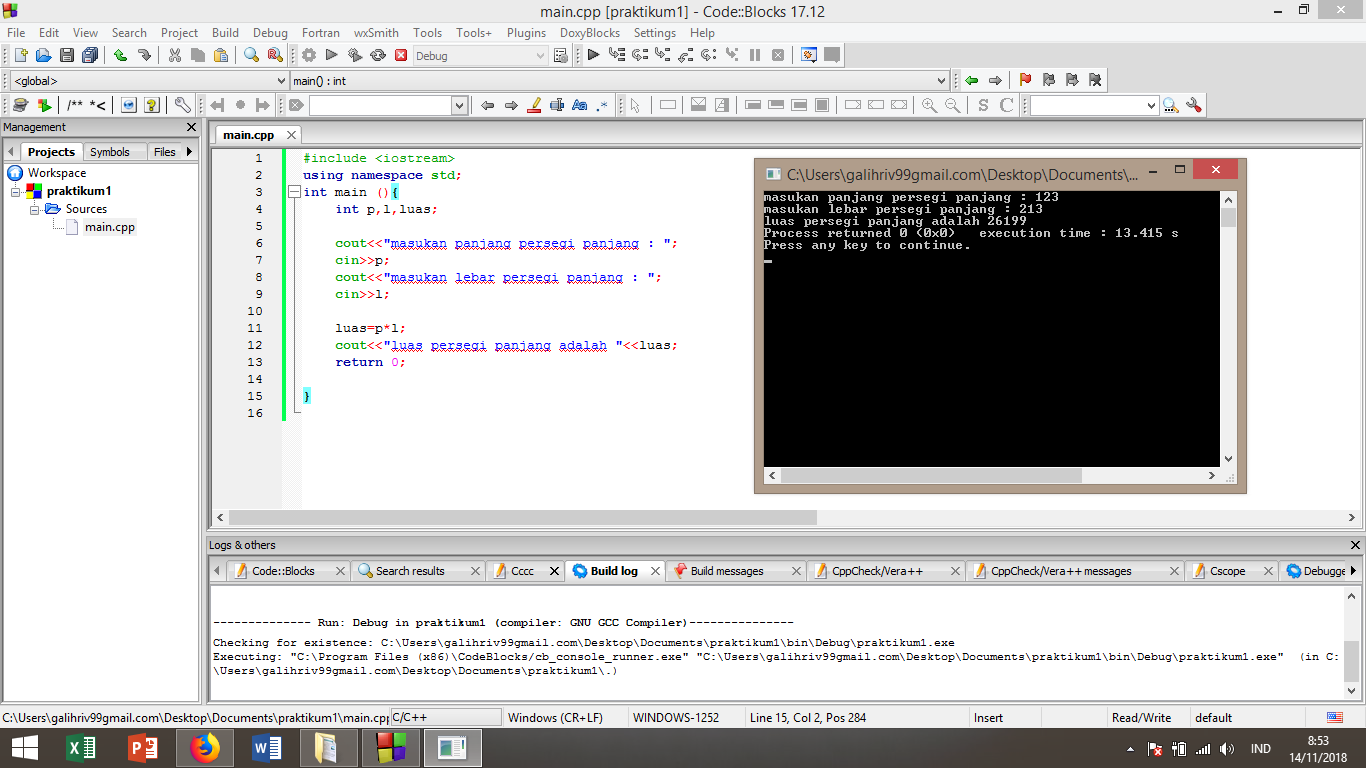 main.cpp [praktikum1] - Code::Blocks 17.12
File Edit View Search Project Build Debug Fortran wxSmith Tools Tools+ Plugins DoxyBlocks Settings Help
Debug
<global> main() : int
/** *< Aa .* S C
Management
Projects Symbols Files
Workspace
praktikum1
Sources
main.cpp
main.cpp
1 #include <iostream>
2 using namespace std;
3 int main (){
4 int p,l,luas;
5
6 cout<<"masukan panjang persegi panjang : ";
7 cin>>p;
8 cout<<"masukan lebar persegi panjang : ";
9 cin>>l;
10
11 luas=p*l;
12 cout<<"luas persegi panjang adalah "<<luas;
13 return 0;
14
15 }
16
C:\Users\galihriv99gmail.com\Desktop\Documents\...
masukan panjang persegi panjang : 123
masukan lebar persegi panjang : 213
luas persegi panjang adalah 26199
Process returned 0 (0x0) execution time : 13.415 s
Press any key to continue.
Logs & others
Code::Blocks Search results Cccc Build log Build messages CppCheck/Vera++ CppCheck/Vera++ messages Cscope Debugge
-------------- Run: Debug in praktikum1 (compiler: GNU GCC Compiler)---------------
Checking for existence: C:\Users\galihriv99gmail.com\Desktop\Documents\praktikum1\bin\Debug\praktikum1.exe
Executing: "C:\Program Files (x86)\CodeBlocks/cb_console_runner.exe" "C:\Users\galihriv99gmail.com\Desktop\Documents\praktikum1\bin\Debug\praktikum1.exe" (in C:
\Users\galihriv99gmail.com\Desktop\Documents\praktikum1\.)
C:\Users\galihriv99gmail.com\Desktop\Documents\praktikum1\main.cpp C/C++ Windows (CR+LF) WINDOWS-1252 Line 15, Col 2, Pos 284 Insert Read/Write default
IND
8:53
14/11/2018